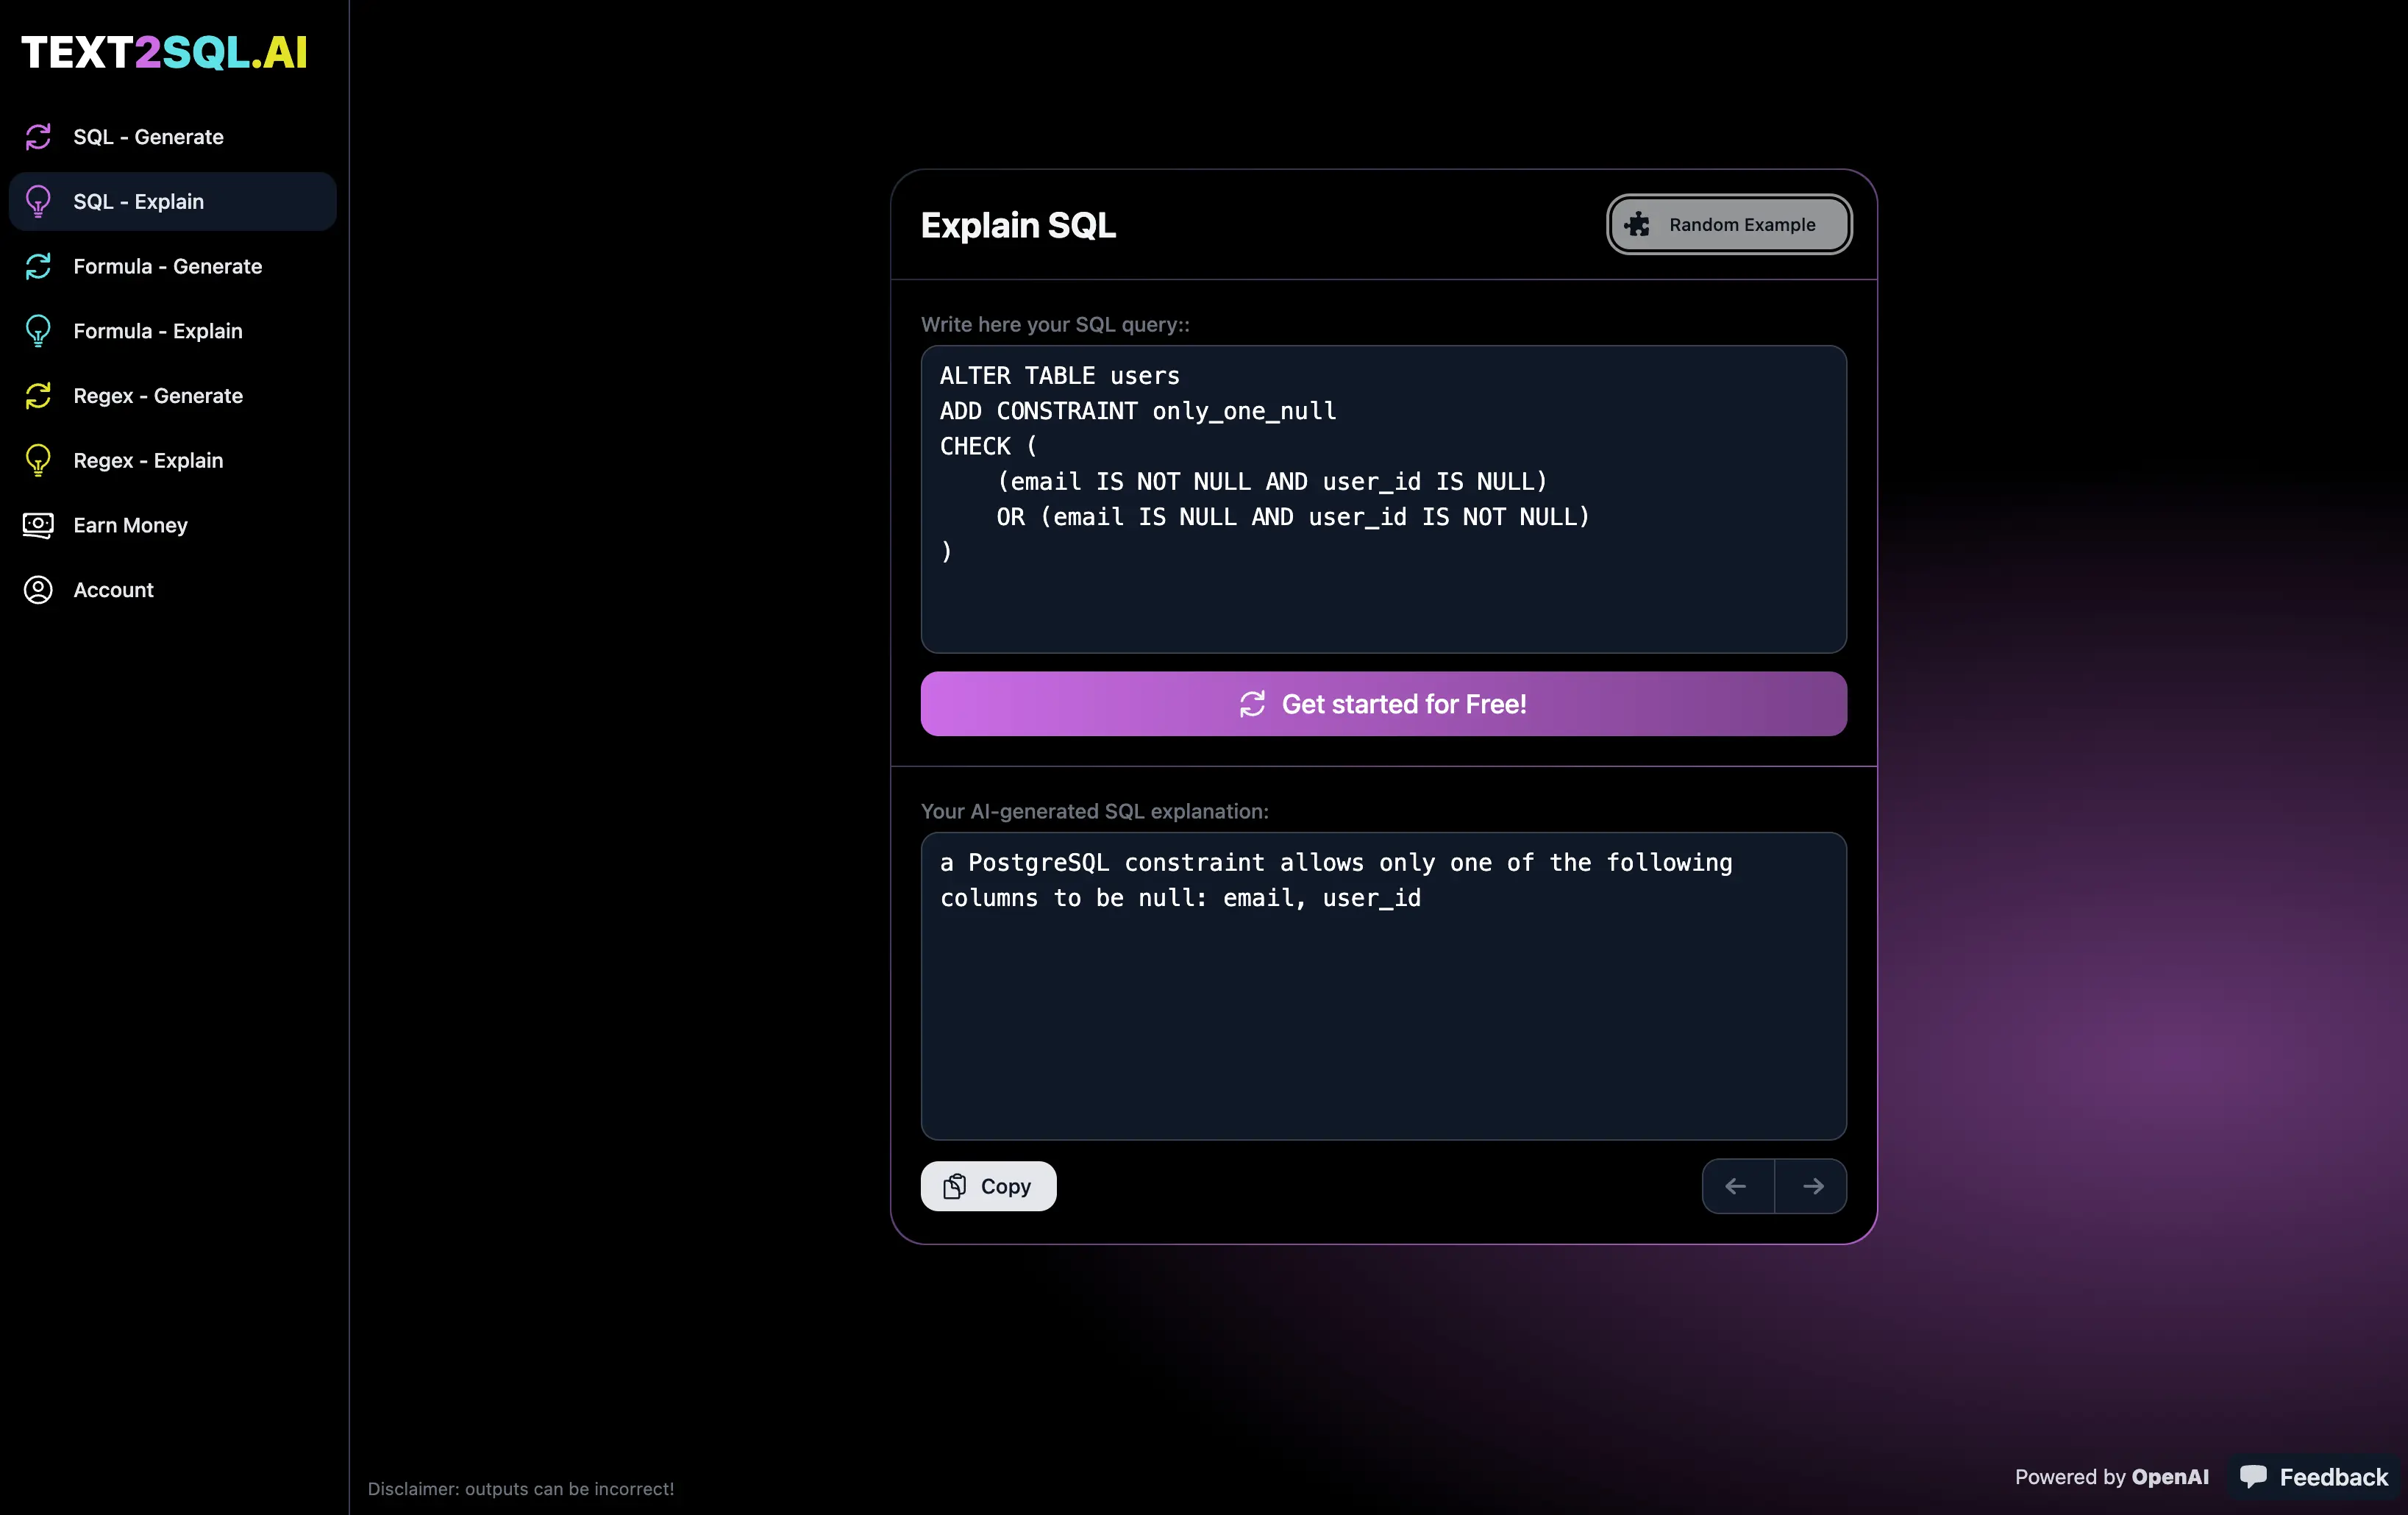 TEXT2SQL.AI
SQL - Generate
SQL - Explain
Formula - Generate
Formula - Explain
Regex - Generate
Regex - Explain
Earn Money
Account
Explain SQL
Random Example
Write here your SQL query::
ALTER TABLE users
ADD CONSTRAINT only_one_null
CHECK (
    (email IS NOT NULL AND user_id IS NULL)
    OR (email IS NULL AND user_id IS NOT NULL)
)
Get started for Free!
Your AI-generated SQL explanation:
a PostgreSQL constraint allows only one of the following
columns to be null: email, user_id
Copy
Disclaimer: outputs can be incorrect!
Powered by OpenAI
Feedback